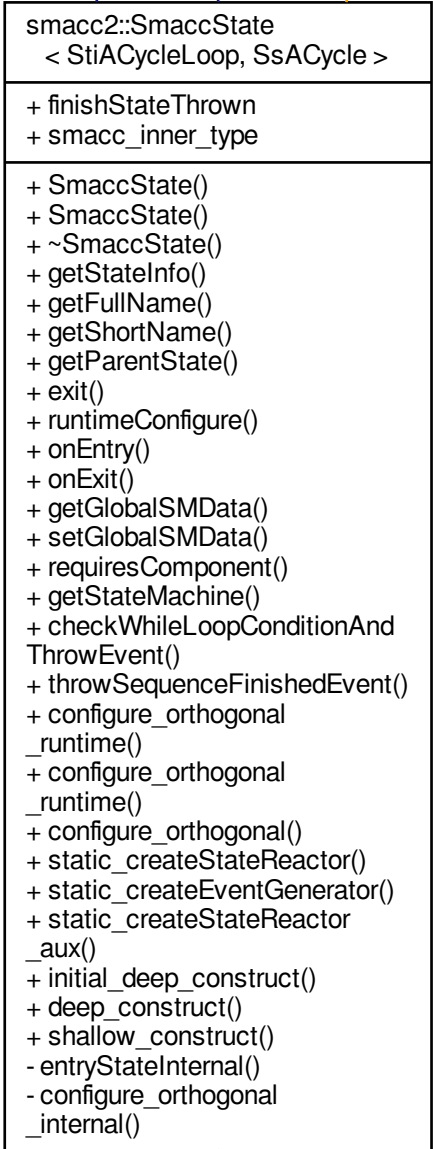 smacc2::SmaccState
< StiACycleLoop, SsACycle >
+ finishStateThrown
+ smacc_inner_type
+ SmaccState()
+ SmaccState()
+ ~SmaccState()
+ getStateInfo()
+ getFullName()
+ getShortName()
+ getParentState()
+ exit()
+ runtimeConfigure()
+ onEntry()
+ onExit()
+ getGlobalSMData()
+ setGlobalSMData()
+ requiresComponent()
+ getStateMachine()
+ checkWhileLoopConditionAnd
ThrowEvent()
+ throwSequenceFinishedEvent()
+ configure_orthogonal
_runtime()
+ configure_orthogonal
_runtime()
+ configure_orthogonal()
+ static_createStateReactor()
+ static_createEventGenerator()
+ static_createStateReactor
_aux()
+ initial_deep_construct()
+ deep_construct()
+ shallow_construct()
- entryStateInternal()
- configure_orthogonal
_internal()